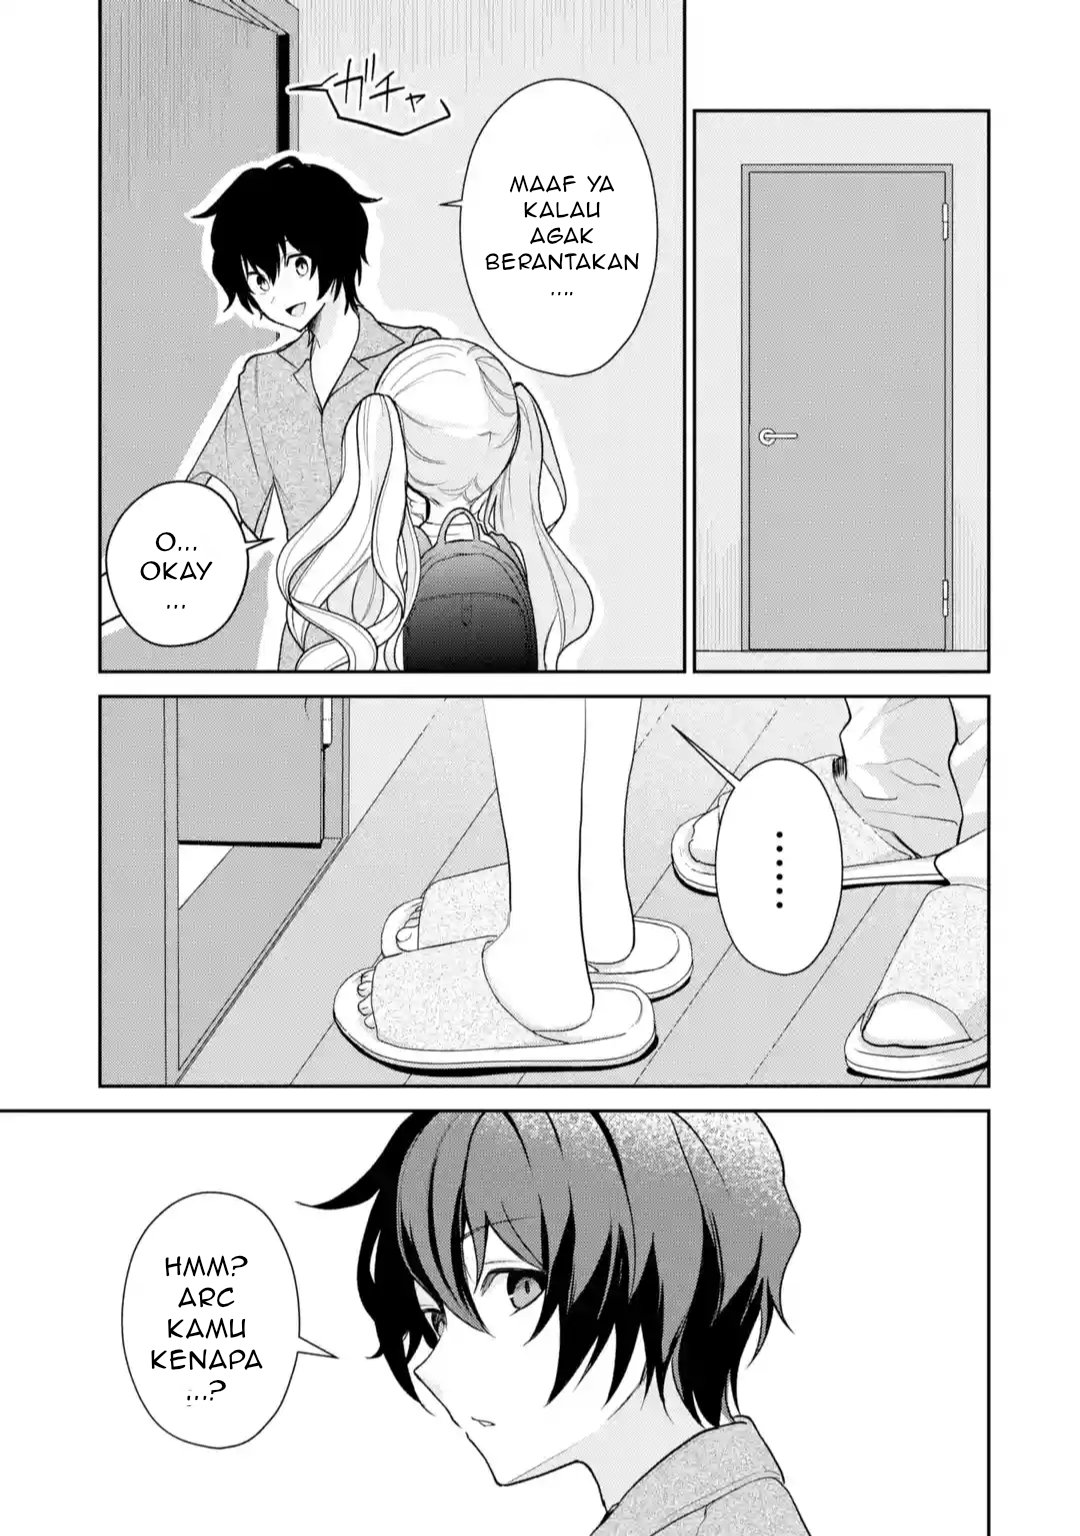 ガチャ
MAAF YA
KALAU
AGAK
BERANTAKAN
....
O...
OKAY
...
........
HMM?
ARC
KAMU
KENAPA
...?